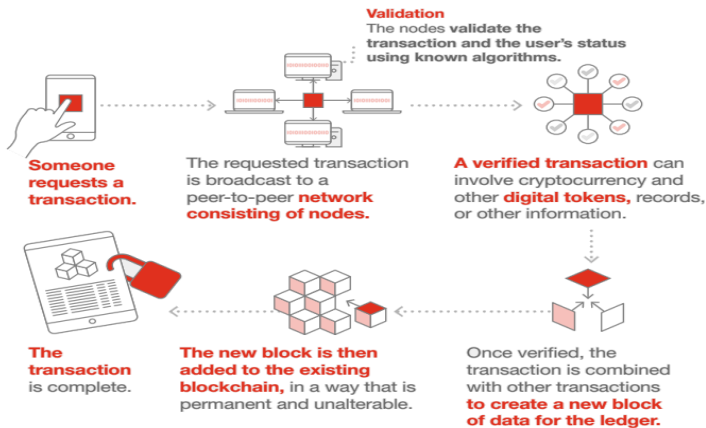 Validation
The nodes validate the
transaction and the user's status
using known algorithms.
Someone
requests a
transaction.
The requested transaction
is broadcast to a
peer-to-peer network
consisting of nodes.
A verified transaction can
involve cryptocurrency and
other digital tokens, records,
or other information.
The
transaction
is complete.
The new block is then
added to the existing
blockchain, in a way that is
permanent and unalterable.
Once verified, the
transaction is combined
with other transactions
to create a new block
of data for the ledger.